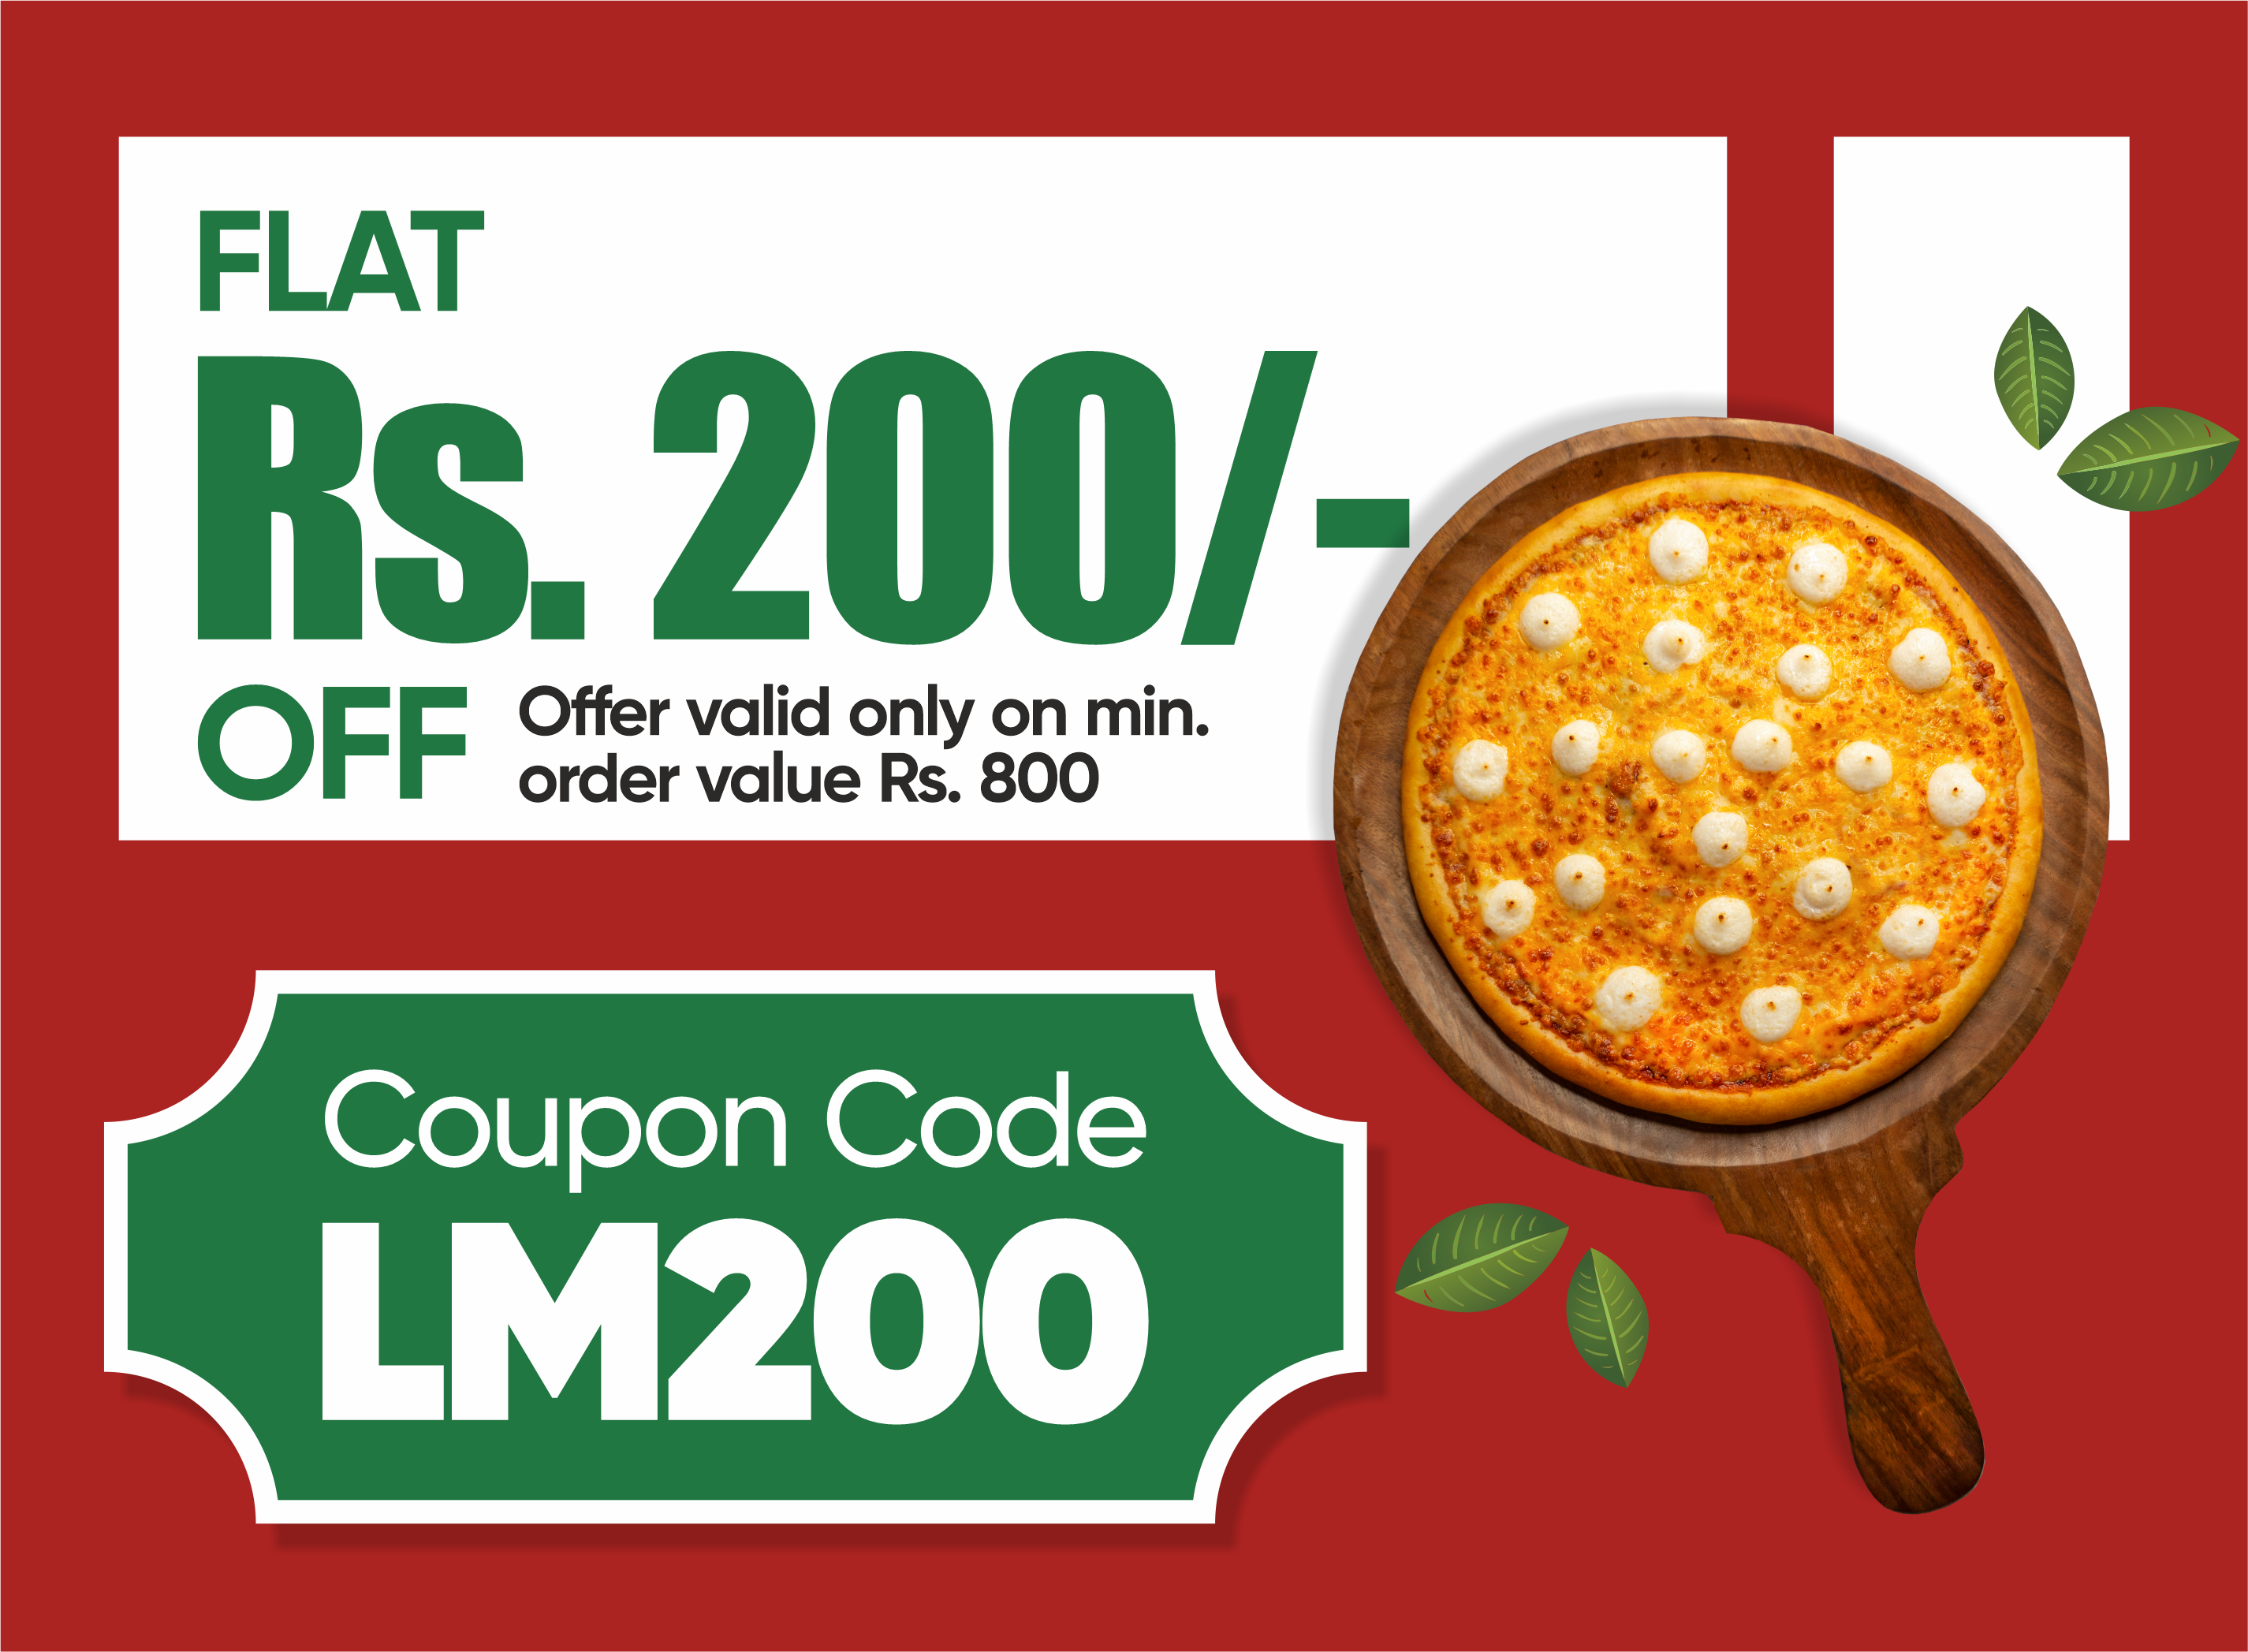 FLAT
Rs. 200/-
OFF
Offer valid only on min.
order value Rs. 800
Coupon Code
LM200